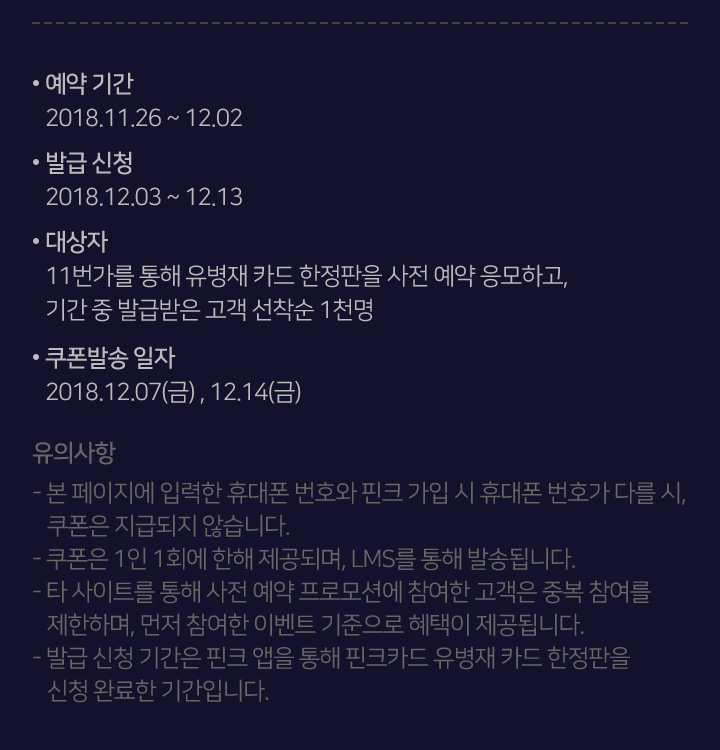 • 예약 기간
2018.11.26 ~ 12.02
• 발급 신청
2018.12.03 ~ 12.13
• 대상자
11번가를 통해 유병재 카드 한정판을 사전 예약 응모하고,
기간 중 발급받은 고객 선착순 1천명
• 쿠폰발송 일자
2018.12.07(금) , 12.14(금)
유의사항
- 본 페이지에 입력한 휴대폰 번호와 핀크 가입 시 휴대폰 번호가 다를 시,
쿠폰은 지급되지 않습니다.
- 쿠폰은 1인 1회에 한해 제공되며, LMS를 통해 발송됩니다.
- 타 사이트를 통해 사전 예약 프로모션에 참여한 고객은 중복 참여를
제한하며, 먼저 참여한 이벤트 기준으로 혜택이 제공됩니다.
- 발급 신청 기간은 핀크 앱을 통해 핀크카드 유병재 카드 한정판을
신청 완료한 기간입니다.